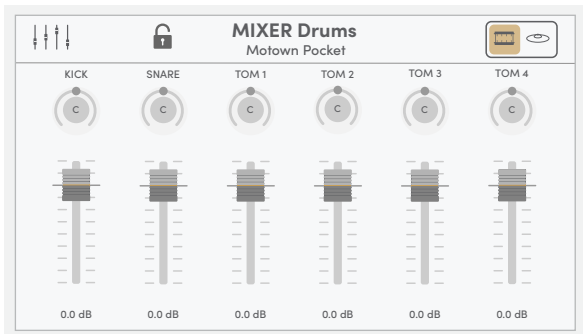 MIXER Drums
Motown Pocket
KICK SNARE TOM 1 TOM 2 TOM 3 TOM 4
C C C C C C
0.0 dB 0.0 dB 0.0 dB 0.0 dB 0.0 dB 0.0 dB